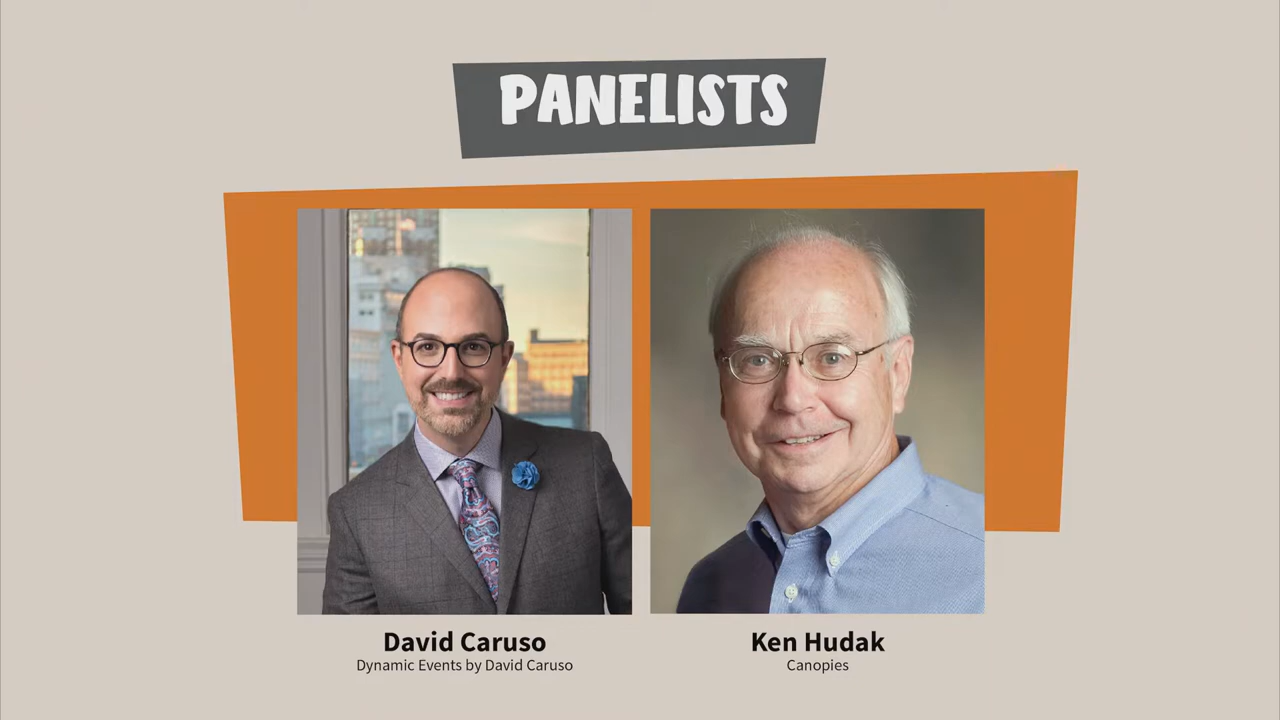 PANELISTS
David Caruso
Dynamic Events by David Caruso
Ken Hudak
Canopies